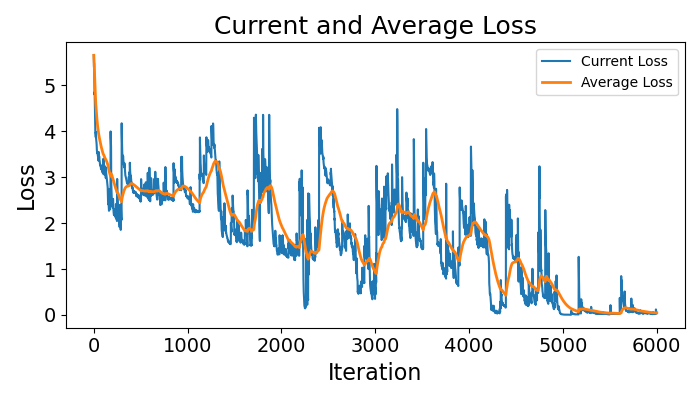 Current and Average Loss
Current Loss
Average Loss
5
4
3
2
1
0
Loss
0 1000 2000 3000 4000 5000 6000
Iteration